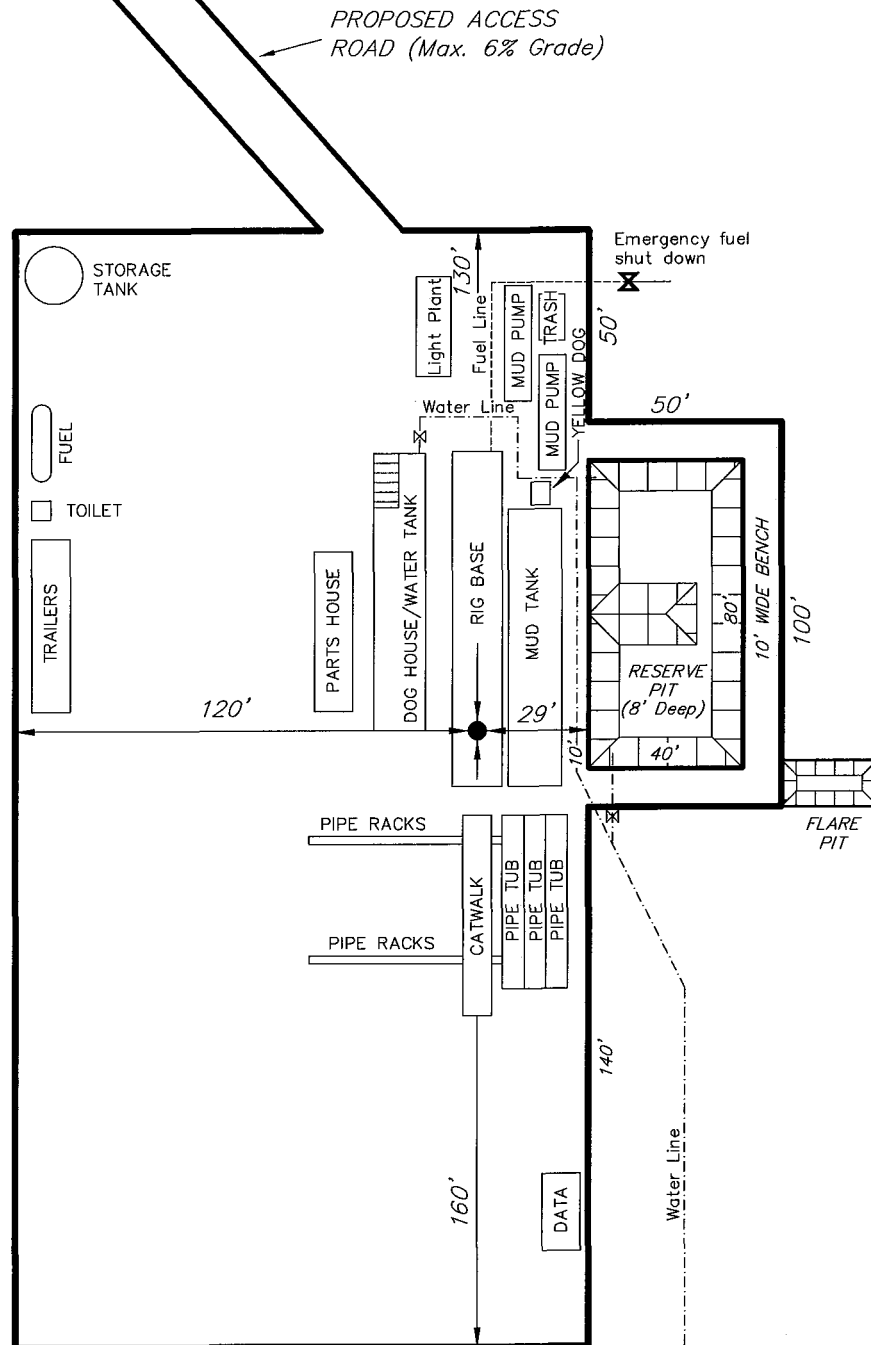 PROPOSED ACCESS
ROAD (Max. 6% Grade)
STORAGE
TANK
Light Plant
130'
Fuel Line
MUD PUMP
TRASH
MUD PUMP
YELLOW DOG
50'
Emergency fuel
shut down
Water Line
50'
FUEL
TOILET
TRAILERS
PARTS HOUSE
DOG HOUSE/WATER TANK
RIG BASE
MUD TANK
80'
10' WIDE BENCH
100'
RESERVE
PIT
(8' Deep)
120'
29'
10'
40'
FLARE
PIT
PIPE RACKS
CATWALK
PIPE TUB
PIPE TUB
PIPE TUB
PIPE RACKS
140'
160'
DATA
Water Line